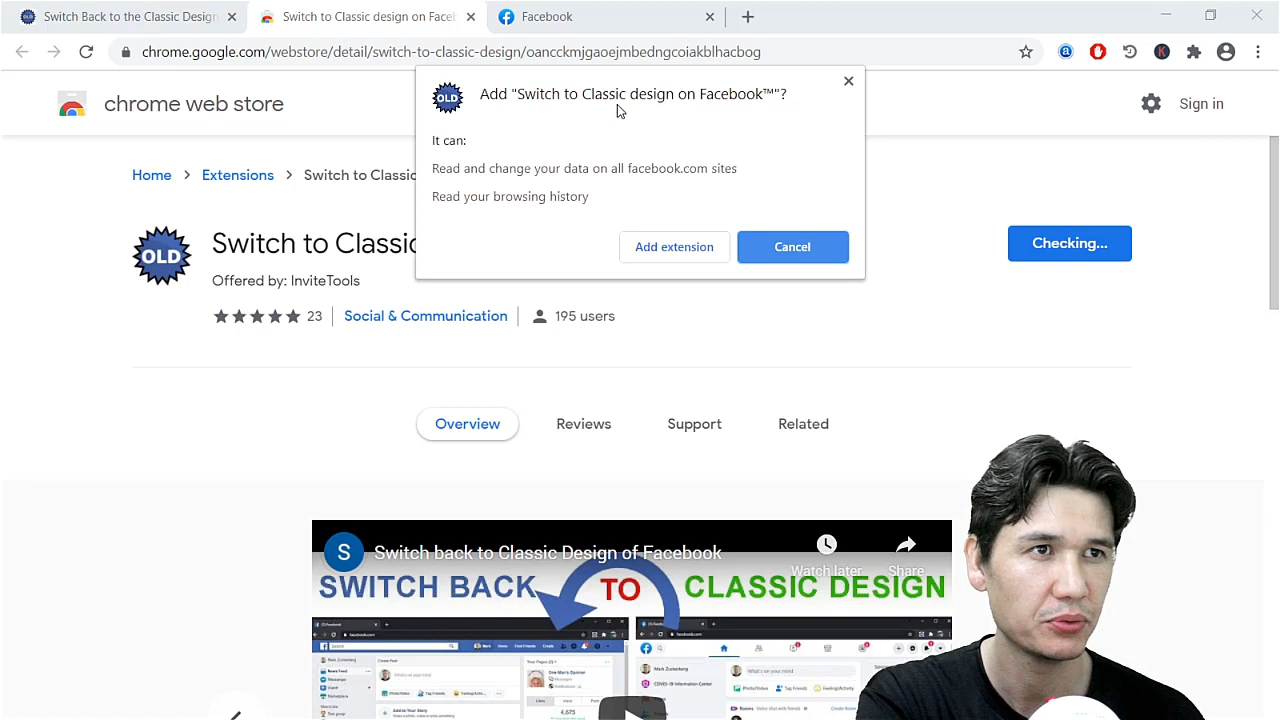 Switch Back to the Classic Design
Switch to Classic design on Faceb
Facebook
chrome.google.com/webstore/detail/switch-to-classic-design/oancckmjgaoejmbedngcoiakblhacbog
chrome web store
Sign in
OLD
Add "Switch to Classic design on Facebook™"?
It can:
Read and change your data on all facebook.com sites
Read your browsing history
Add extension
Cancel
Home
Extensions
Switch to Classic
OLD
Switch to Classic
Offered by: InviteTools
23
Social & Communication
195 users
Checking...
Overview
Reviews
Support
Related
S
Switch back to Classic Design of Facebook
Watch later
Share
SWITCH BACK TO CLASSIC DESIGN